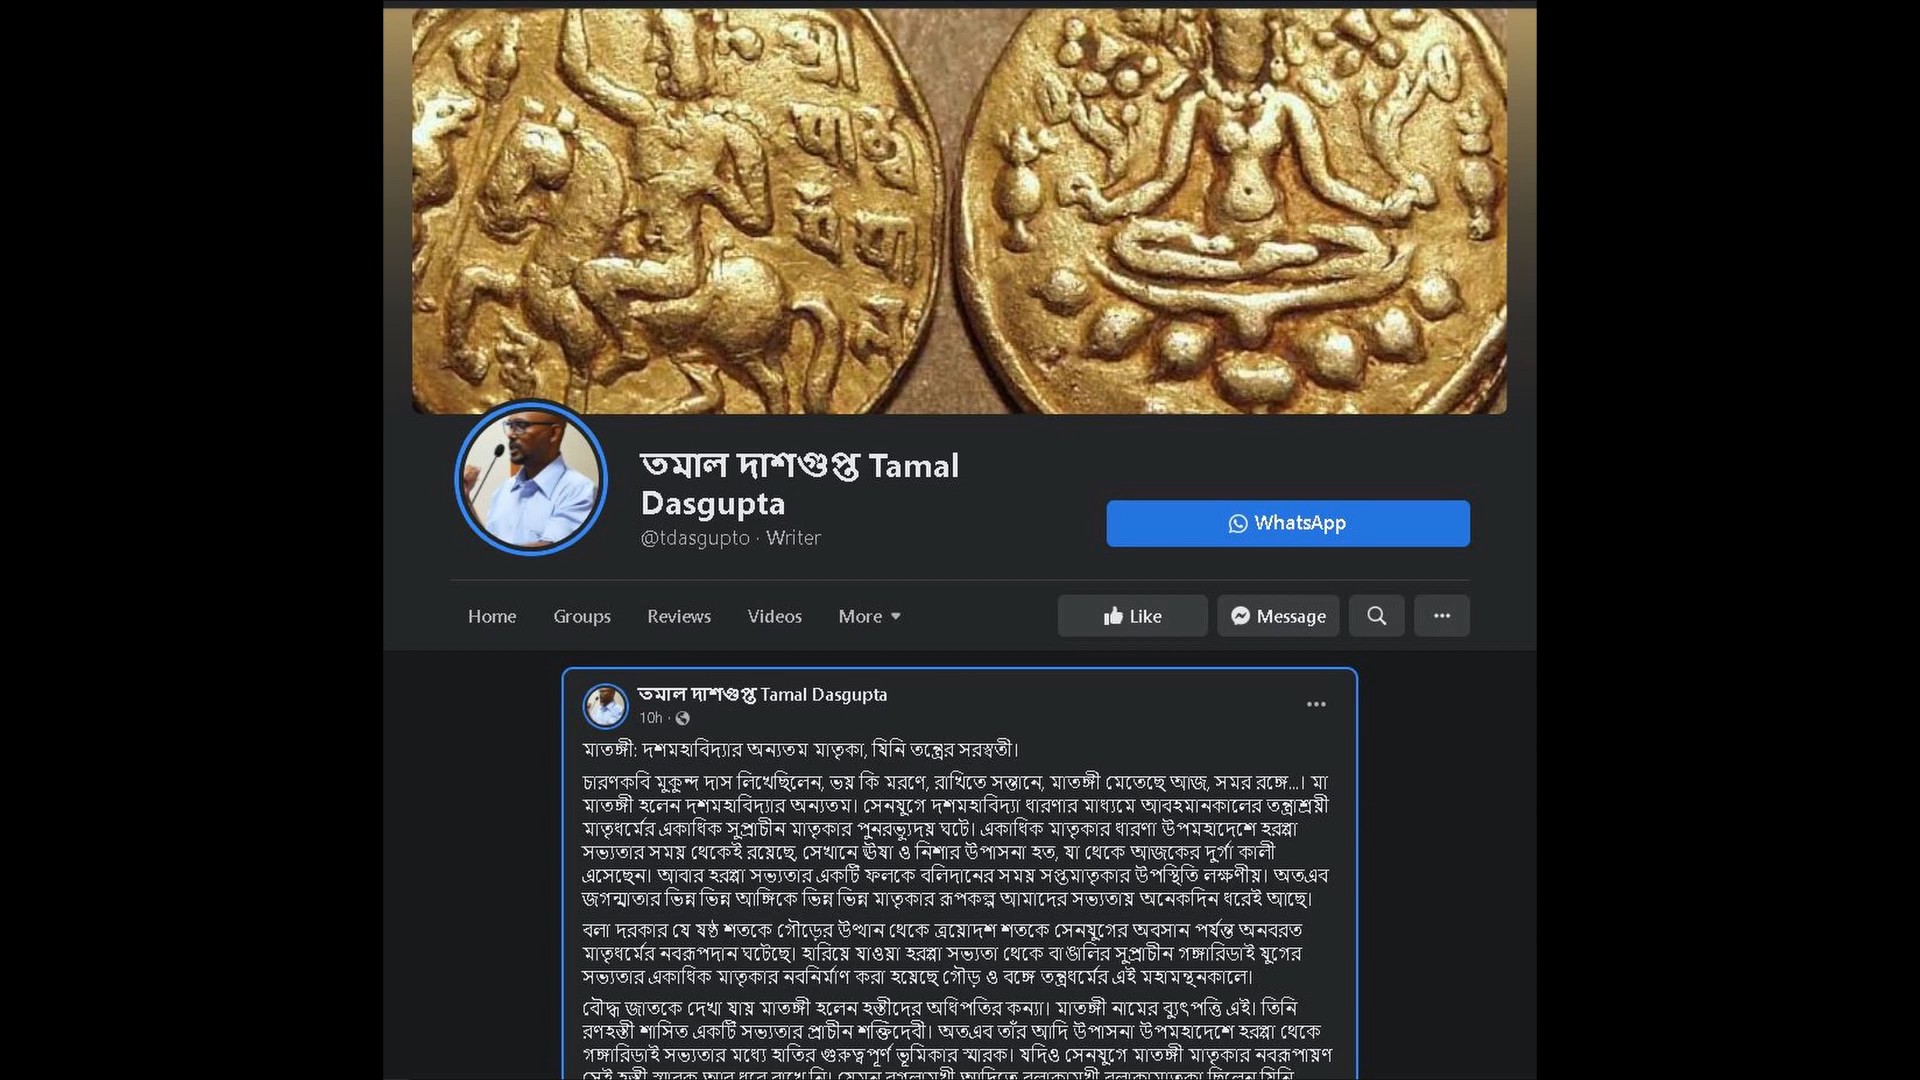 তমাল দাশগুপ্ত Tamal
Dasgupta
@tdasgupto · Writer
WhatsApp
Home
Groups
Reviews
Videos
More
Like
Message
তমাল দাশগুপ্ত Tamal Dasgupta
10h
মাতঙ্গী: দশমহাবিদ্যার অন্যতম মাতৃকা, যিনি তন্ত্রের সরস্বতী।
চারণকবি মুকুন্দ দাস লিখেছিলেন, ভয় কি মরণে, রাখিতে সন্তানে, মাতঙ্গী মেতেছে আজ, সমর রঙ্গে...। মা
মাতঙ্গী হলেন দশমহাবিদ্যার অন্যতম। সেনযুগে দশমহাবিদ্যা ধারণার মাধ্যমে আবহমানকালের তন্ত্রাশ্রয়ী
মাতৃধর্মের একাধিক সুপ্রাচীন মাতৃকার পুনরভ্যুদয় ঘটে। একাধিক মাতৃকার ধারণা উপমহাদেশে হরপ্পা
সভ্যতার সময় থেকেই রয়েছে, সেখানে ঊষা ও নিশার উপাসনা হত, যা থেকে আজকের দুর্গা কালী
এসেছেন। আবার হরপ্পা সভ্যতার একটি ফলকে বলিদানের সময় সপ্তমাতৃকার উপস্থিতি লক্ষণীয়। অতএব
জগন্মাতার ভিন্ন ভিন্ন আঙ্গিকে ভিন্ন ভিন্ন মাতৃকার রূপকল্প আমাদের সভ্যতায় অনেকদিন ধরেই আছে।
বলা দরকার যে ষষ্ঠ শতকে গৌড়ের উত্থান থেকে ত্রয়োদশ শতকে সেনযুগের অবসান পর্যন্ত অনবরত
মাতৃধর্মের নবরূপদান ঘটেছে। হারিয়ে যাওয়া হরপ্পা সভ্যতা থেকে বাঙালির সুপ্রাচীন গঙ্গারিডাই যুগের
সভ্যতার একাধিক মাতৃকার নবনির্মাণ করা হয়েছে গৌড় ও বঙ্গে তন্ত্রধর্মের এই মহামন্থনকালে।
বৌদ্ধ জাতকে দেখা যায় মাতঙ্গী হলেন হস্তীদের অধিপতির কন্যা। মাতঙ্গী নামের ব্যুৎপত্তি এই। তিনি
রণহস্তী শাসিত একটি সভ্যতার প্রাচীন শক্তিদেবী। অতএব তাঁর আদি উপাসনা উপমহাদেশে হরপ্পা থেকে
গঙ্গারিডাই সভ্যতার মধ্যে হাতির গুরুত্বপূর্ণ ভূমিকার স্মারক। যদিও সেনযুগে মাতঙ্গী মাতৃকার নবরূপায়ণ